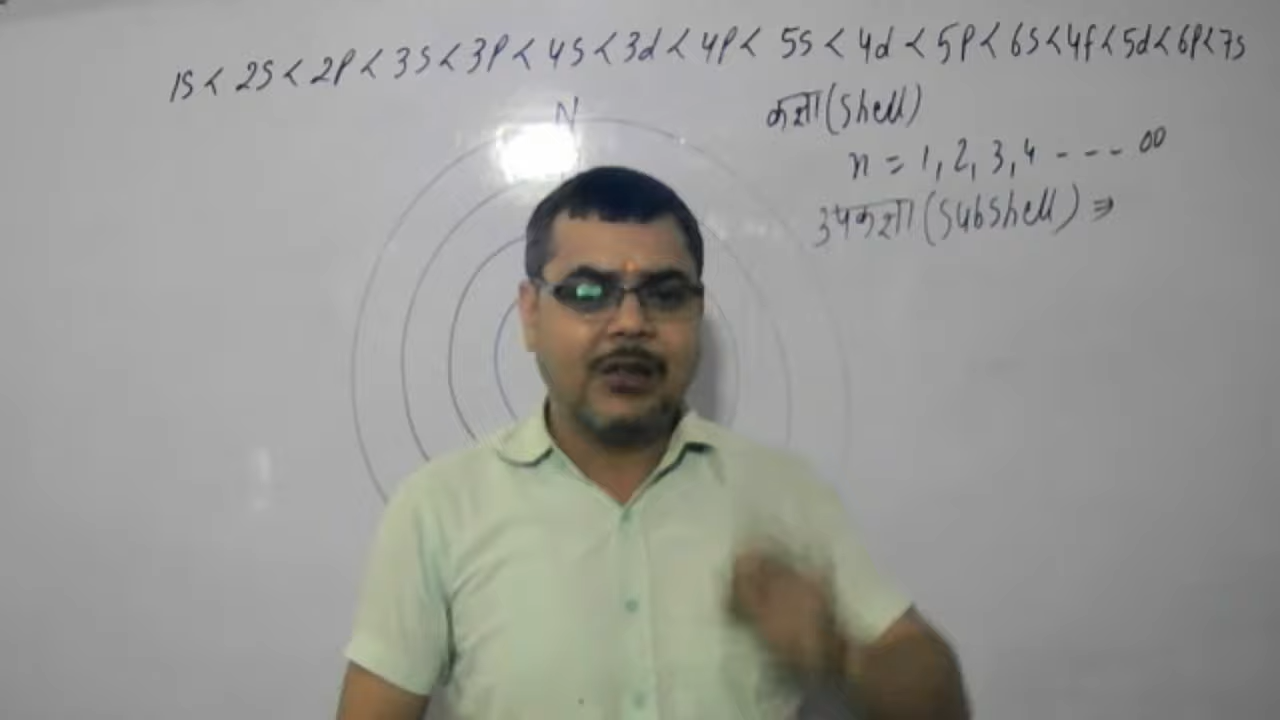 1s < 2s < 2p < 3s < 3p < 4s < 3d < 4p < 5s < 4d < 5p < 6s < 4f < 5d < 6p < 7s
N
कक्षा (Shell)
n = 1, 2, 3, 4 - - - ∞
उपकक्षा (Subshell) ⇒